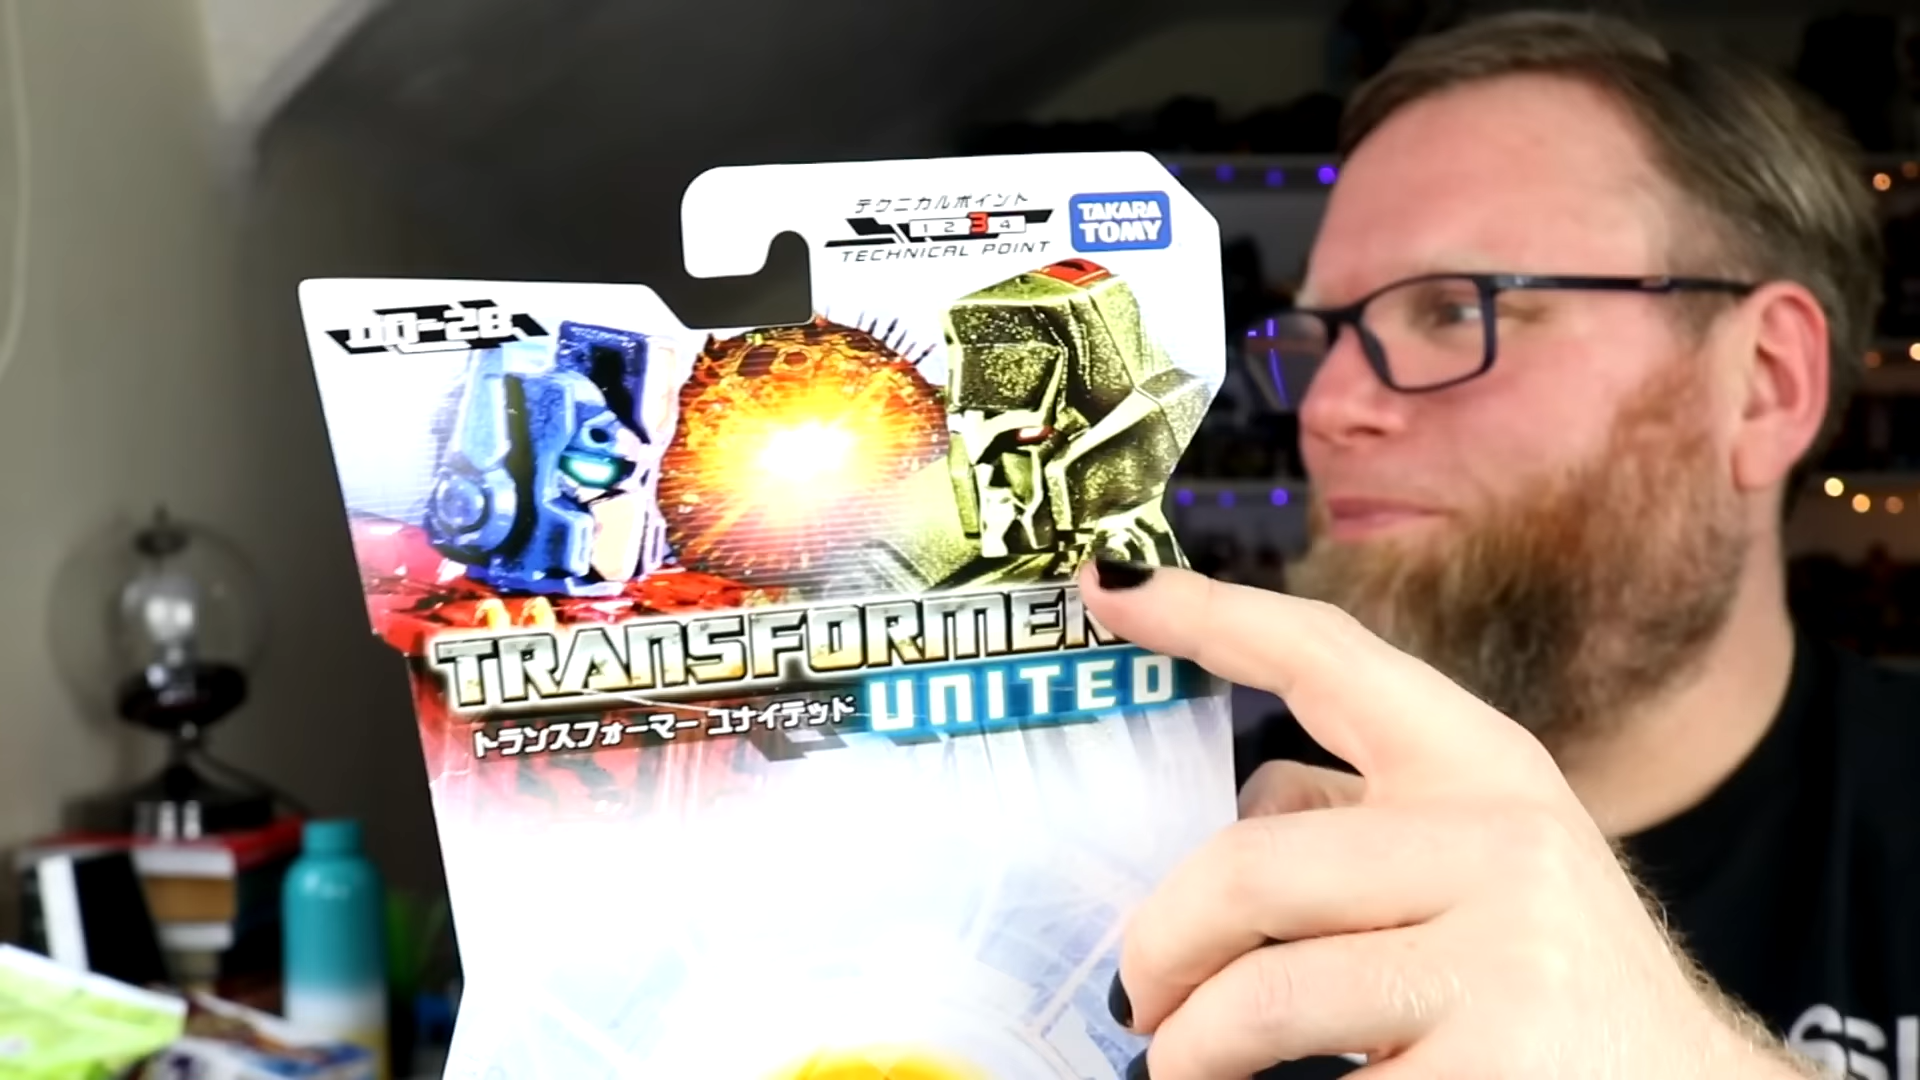 テクニカルポイント
1 2 3 4
TECHNICAL POINT
TAKARA
TOMY
UN-28
TRANSFORMER
UNITED
トランスフォーマー ユナイテッド